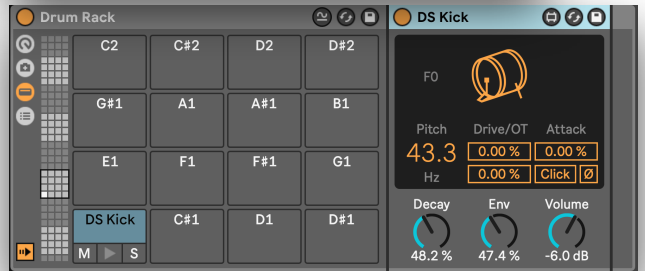 Drum Rack
C2 C#2 D2 D#2
G#1 A1 A#1 B1
E1 F1 F#1 G1
DS Kick C#1 D1 D#1
M S
DS Kick
F0
Pitch Drive/OT Attack
43.3 0.00 % 0.00 %
Hz 0.00 % Click Ø
Decay Env Volume
48.2 % 47.4 % -6.0 dB